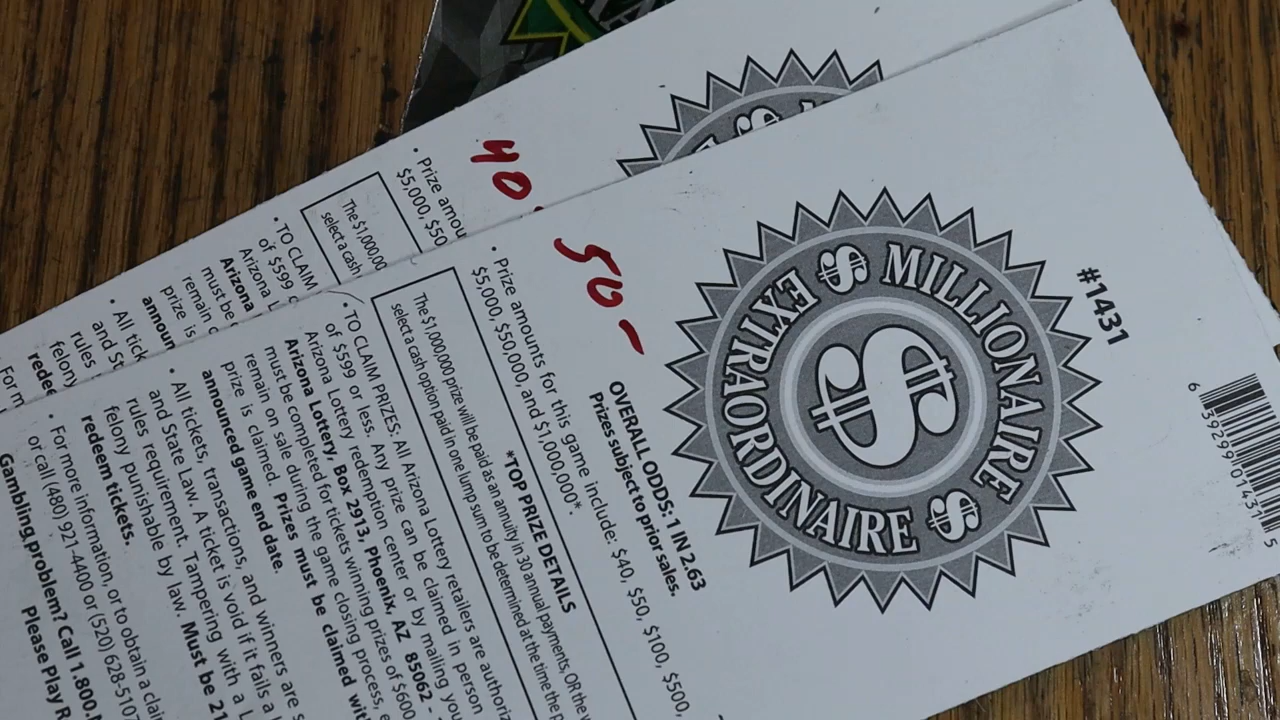 40
• Prize amou
$5,000, $50
The $1,000,00
select a cash
• TO CLAIM
of $599 o
Arizona L
must be
remain o
prize is
announ
• All tick
and St
rules
felony
redee
For m
#1431
MILLIONAIRE $ EXTRAORDINAIRE $
$
6 39299 01431 5
50-
OVERALL ODDS: 1 IN 2.63
Prizes subject to prior sales.
• Prize amounts for this game include: $40, $50, $100, $500,
$5,000, $50,000, and $1,000,000*.
*TOP PRIZE DETAILS
The $1,000,000 prize will be paid as an annuity in 30 annual payments, OR the
select a cash option paid in one lump sum to be determined at the time the p
• TO CLAIM PRIZES: All Arizona Lottery retailers are authoriz
of $599 or less. Any prize can be claimed in person
Arizona Lottery redemption center or by mailing you
Arizona Lottery, Box 2913, Phoenix, AZ 85062 -
must be completed for tickets winning prizes of $600
remain on sale during the game closing process, e
prize is claimed. Prizes must be claimed with
announced game end date.
• All tickets, transactions, and winners are s
and State Law. A ticket is void if it fails a
rules requirement. Tampering with a L
felony punishable by law. Must be 21
redeem tickets.
• For more information, or to obtain a clai
or call (480) 921-4400 or (520) 628-5107
Gambling problem? Call 1.800.
Please Play R